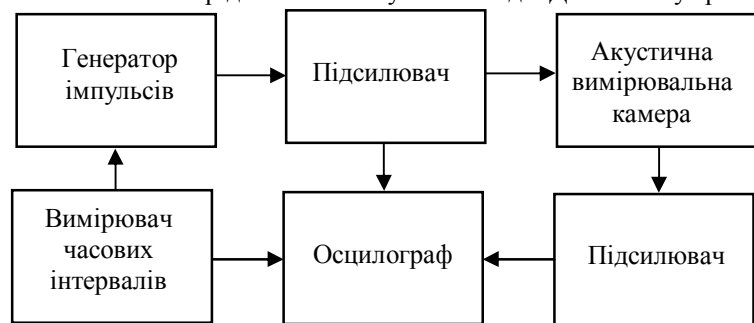 Генератор
імпульсів
Підсилювач
Акустична
вимірювальна
камера
Вимірювач
часових
інтервалів
Осцилограф
Підсилювач